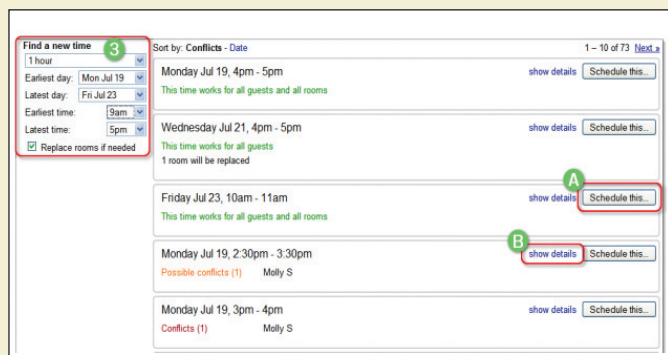 Find a new time 3
1 hour
Earliest day: Mon Jul 19
Latest day: Fri Jul 23
Earliest time: 9am
Latest time: 5pm
Replace rooms if needed
Sort by: Conflicts - Date 1 – 10 of 73 Next »
Monday Jul 19, 4pm - 5pm show details Schedule this...
This time works for all guests and all rooms
Wednesday Jul 21, 4pm - 5pm show details Schedule this...
This time works for all guests
1 room will be replaced
A
Friday Jul 23, 10am - 11am show details Schedule this...
This time works for all guests and all rooms
B
Monday Jul 19, 2:30pm - 3:30pm show details Schedule this...
Possible conflicts (1) Molly S
Monday Jul 19, 3pm - 4pm show details Schedule this...
Conflicts (1) Molly S